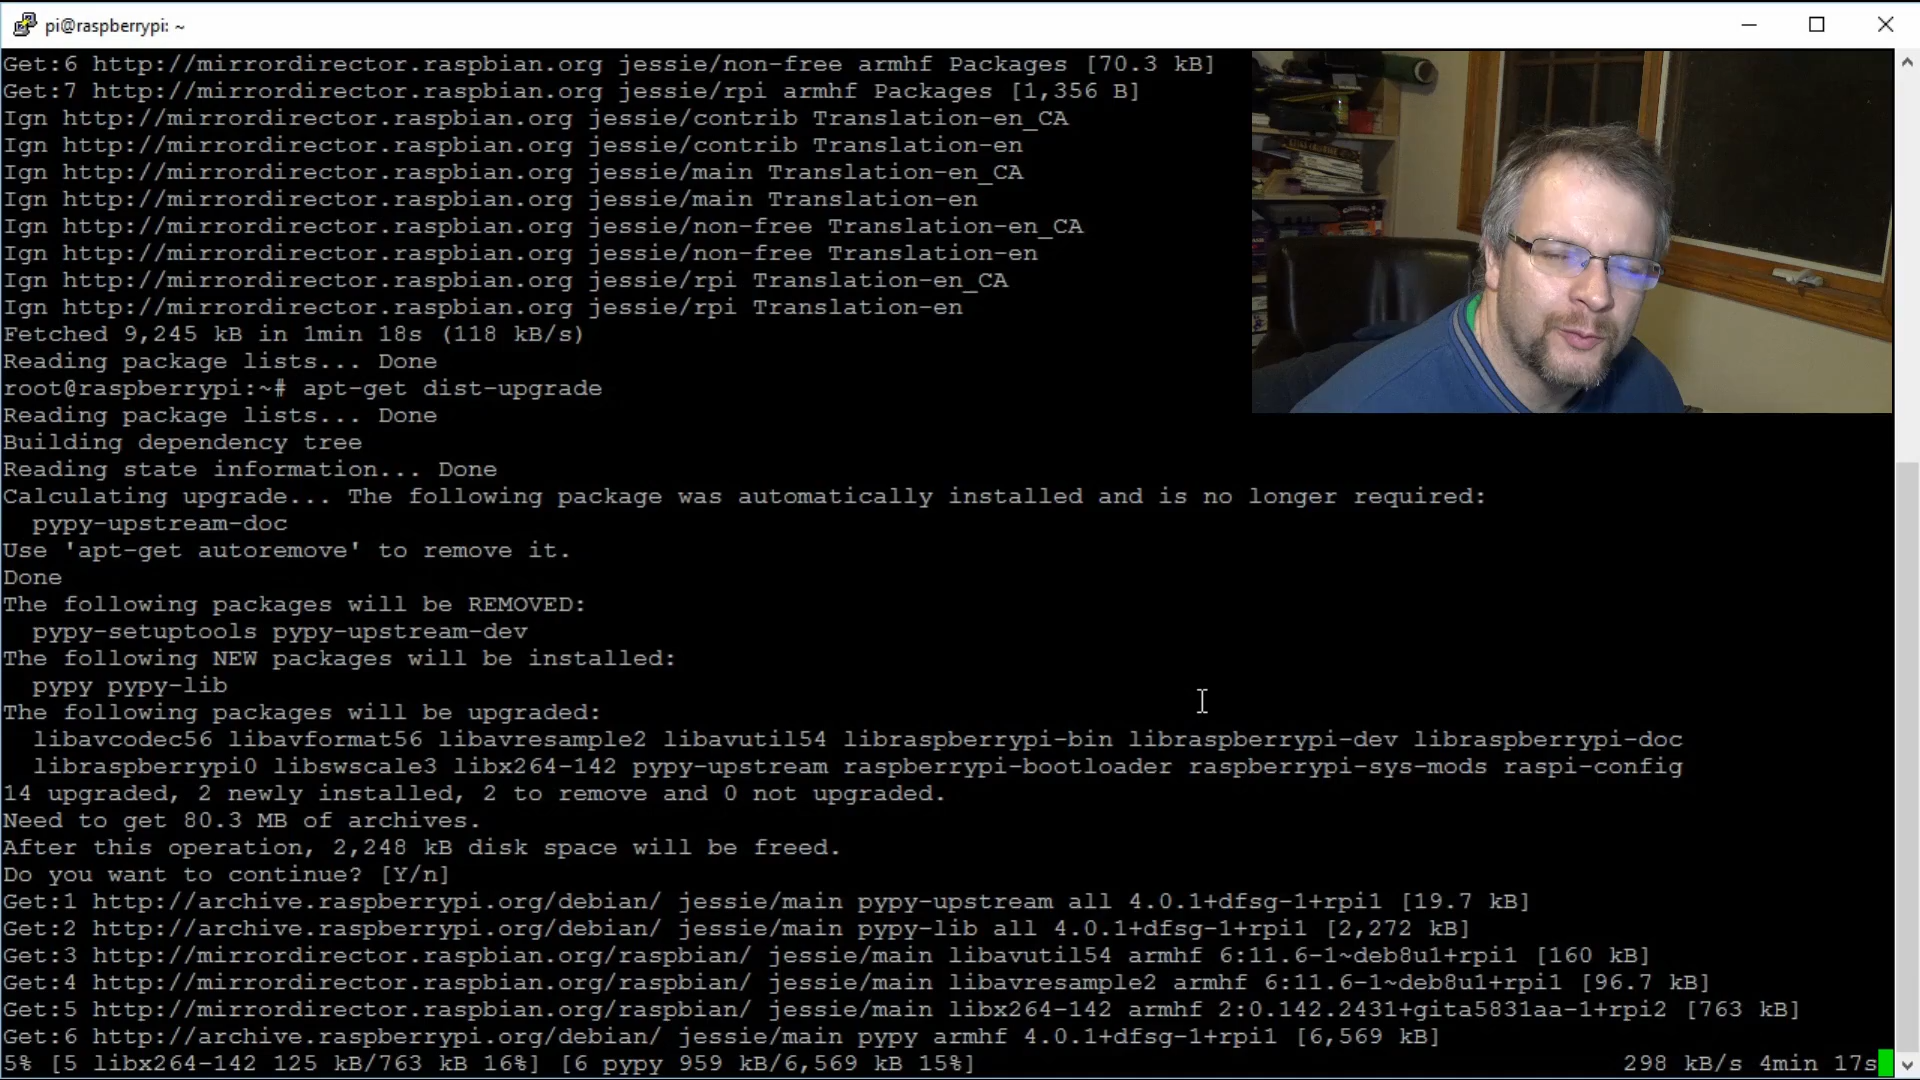 pi@raspberrypi: ~
Get:6 http://mirrordirector.raspbian.org jessie/non-free armhf Packages [70.3 kB]
Get:7 http://mirrordirector.raspbian.org jessie/rpi armhf Packages [1,356 B]
Ign http://mirrordirector.raspbian.org jessie/contrib Translation-en_CA
Ign http://mirrordirector.raspbian.org jessie/contrib Translation-en
Ign http://mirrordirector.raspbian.org jessie/main Translation-en_CA
Ign http://mirrordirector.raspbian.org jessie/main Translation-en
Ign http://mirrordirector.raspbian.org jessie/non-free Translation-en_CA
Ign http://mirrordirector.raspbian.org jessie/non-free Translation-en
Ign http://mirrordirector.raspbian.org jessie/rpi Translation-en_CA
Ign http://mirrordirector.raspbian.org jessie/rpi Translation-en
Fetched 9,245 kB in 1min 18s (118 kB/s)
Reading package lists... Done
root@raspberrypi:~# apt-get dist-upgrade
Reading package lists... Done
Building dependency tree
Reading state information... Done
Calculating upgrade... The following package was automatically installed and is no longer required:
  pypy-upstream-doc
Use 'apt-get autoremove' to remove it.
Done
The following packages will be REMOVED:
  pypy-setuptools pypy-upstream-dev
The following NEW packages will be installed:
  pypy pypy-lib
The following packages will be upgraded:
  libavcodec56 libavformat56 libavresample2 libavutil54 libraspberrypi-bin libraspberrypi-dev libraspberrypi-doc
  libraspberrypi0 libswscale3 libx264-142 pypy-upstream raspberrypi-bootloader raspberrypi-sys-mods raspi-config
14 upgraded, 2 newly installed, 2 to remove and 0 not upgraded.
Need to get 80.3 MB of archives.
After this operation, 2,248 kB disk space will be freed.
Do you want to continue? [Y/n]
Get:1 http://archive.raspberrypi.org/debian/ jessie/main pypy-upstream all 4.0.1+dfsg-1+rpi1 [19.7 kB]
Get:2 http://archive.raspberrypi.org/debian/ jessie/main pypy-lib all 4.0.1+dfsg-1+rpi1 [2,272 kB]
Get:3 http://mirrordirector.raspbian.org/raspbian/ jessie/main libavutil54 armhf 6:11.6-1~deb8u1+rpi1 [160 kB]
Get:4 http://mirrordirector.raspbian.org/raspbian/ jessie/main libavresample2 armhf 6:11.6-1~deb8u1+rpi1 [96.7 kB]
Get:5 http://mirrordirector.raspbian.org/raspbian/ jessie/main libx264-142 armhf 2:0.142.2431+gita5831aa-1+rpi2 [763 kB]
Get:6 http://archive.raspberrypi.org/debian/ jessie/main pypy armhf 4.0.1+dfsg-1+rpi1 [6,569 kB]
5% [5 libx264-142 125 kB/763 kB 16%] [6 pypy 959 kB/6,569 kB 15%] 298 kB/s 4min 17s